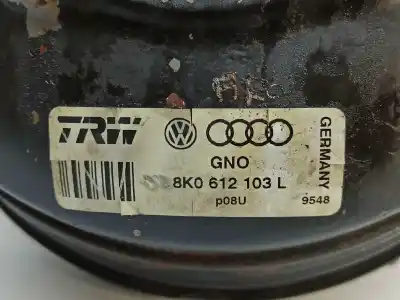 TRW
GNO
8K0 612 103 L
p08U
9548
GERMANY